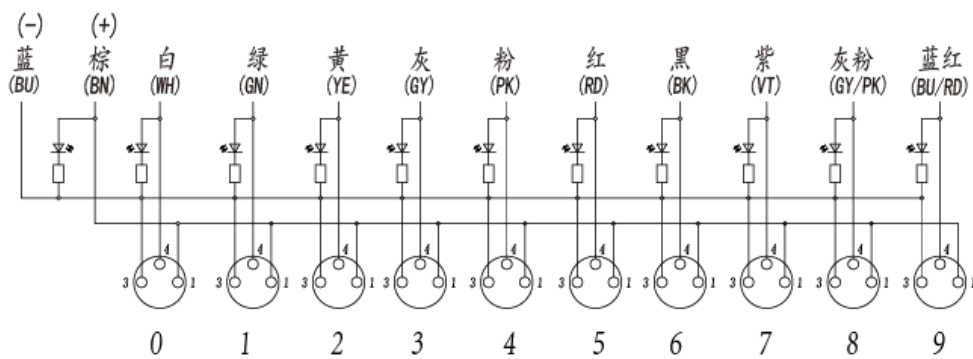 (-) (+)
蓝 棕 白 绿 黄 灰 粉 红 黑 紫 灰粉 蓝红
(BU) (BN) (WH) (GN) (YE) (GY) (PK) (RD) (BK) (VT) (GY/PK) (BU/RD)
4 4 4 4 4 4 4 4 4 4
3 1 3 1 3 1 3 1 3 1 3 1 3 1 3 1 3 1 3 1
0 1 2 3 4 5 6 7 8 9